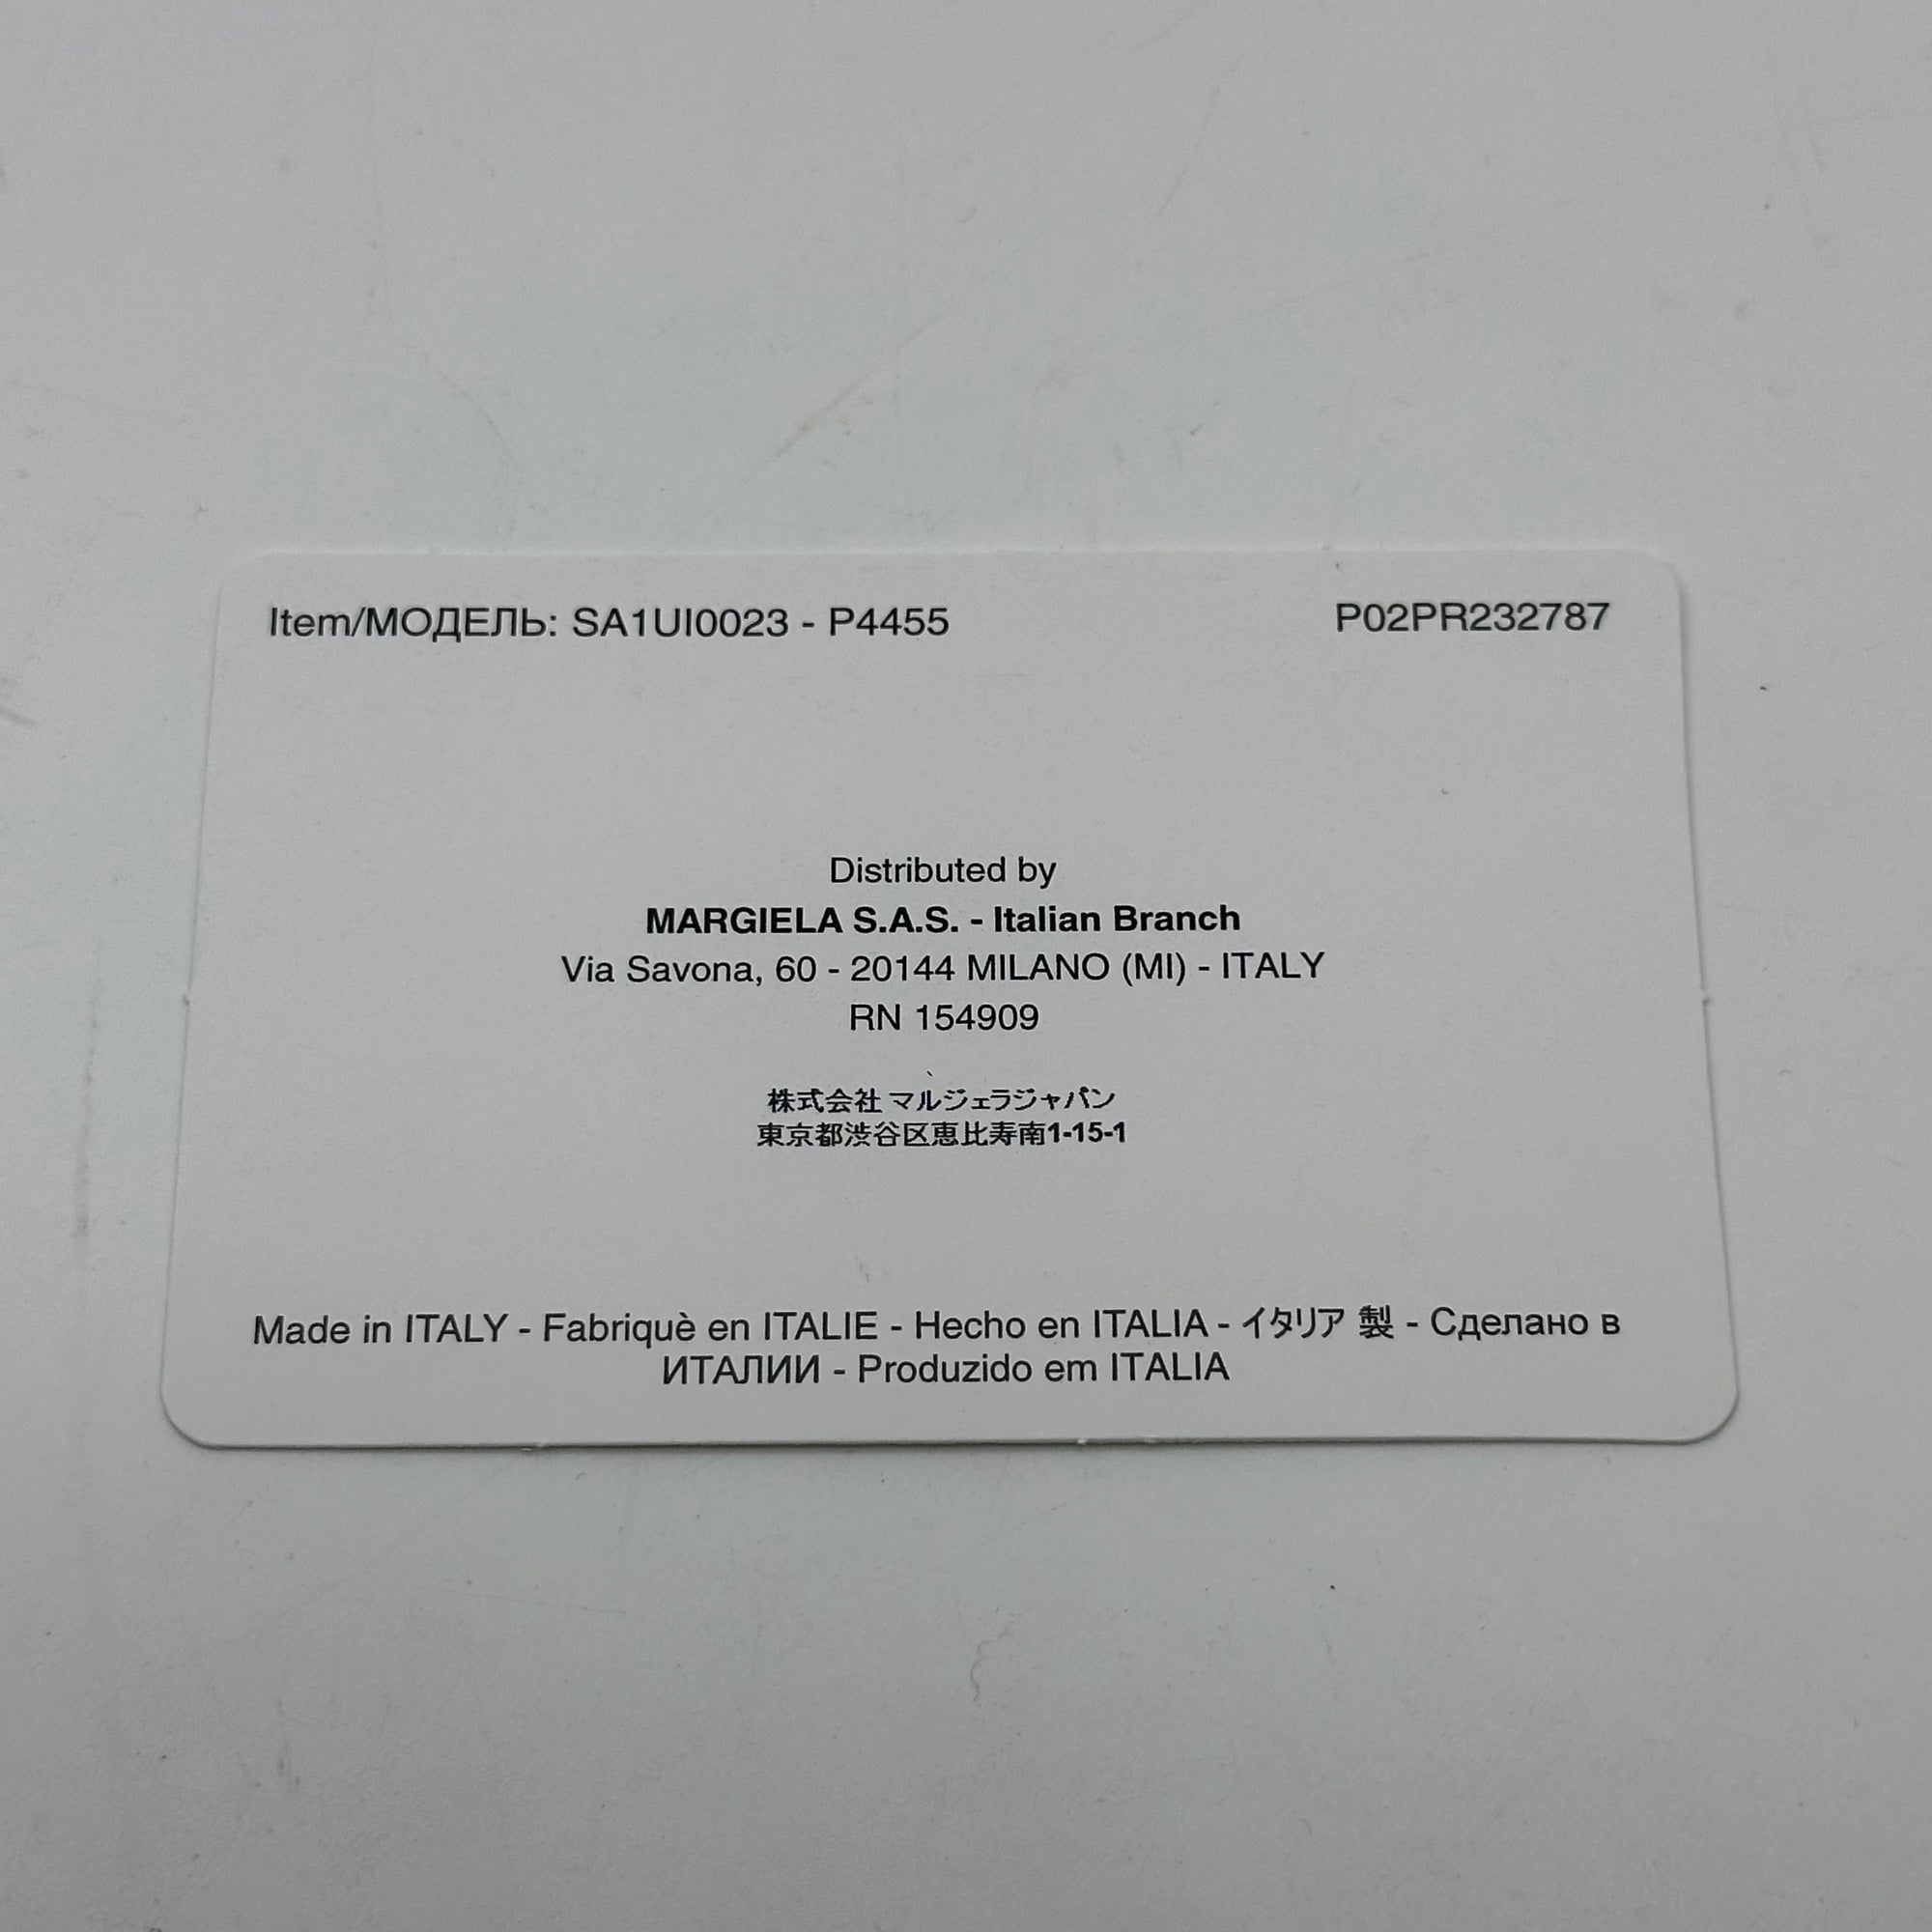 Item/МОДЕЛЬ: SA1UI0023 - P4455
P02PR232787
Distributed by
MARGIELA S.A.S. - Italian Branch
Via Savona, 60 - 20144 MILANO (MI) - ITALY
RN 154909
株式会社 マルジェラジャパン
東京都渋谷区恵比寿南1-15-1
Made in ITALY - Fabriquè en ITALIE - Hecho en ITALIA - イタリア 製 - Сделано в
ИТАЛИИ - Produzido em ITALIA